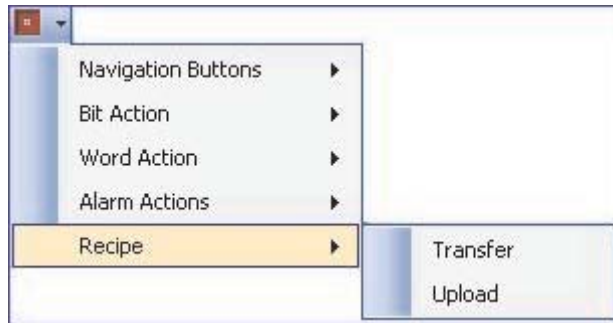 Navigation Buttons
Bit Action
Word Action
Alarm Actions
Recipe
Transfer
Upload